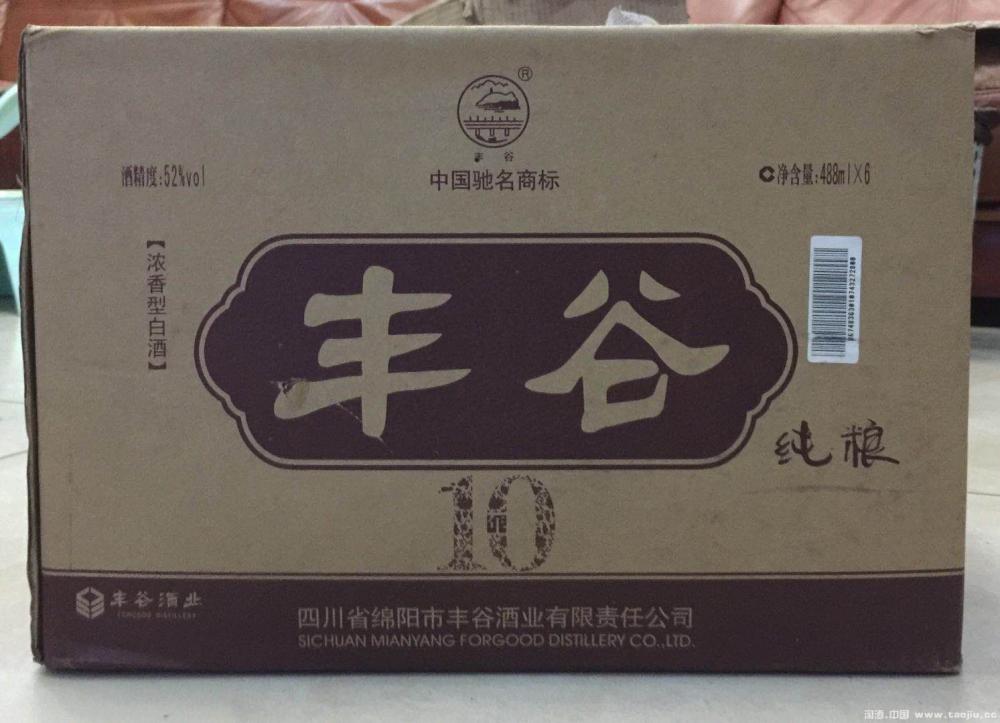 ®
丰谷
中国驰名商标
酒精度:52%vol
净含量:488ml×6
【浓香型白酒】
丰谷
纯粮
10
年
丰谷酒业
FORGOOD DISTILLERY
四川省绵阳市丰谷酒业有限责任公司
SICHUAN MIANYANG FORGOOD DISTILLERY CO.,LTD.
淘酒.中国 www.taojiu.cc